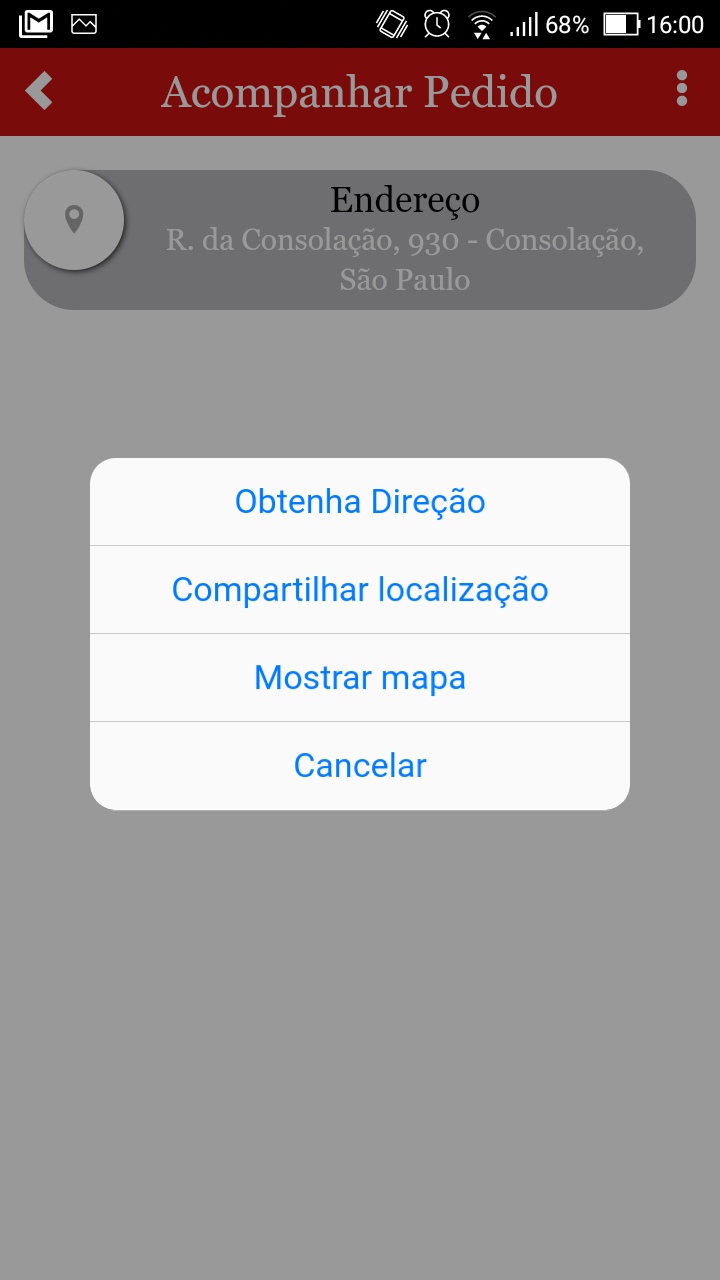 68% 16:00
Acompanhar Pedido
Endereço
R. da Consolação, 930 - Consolação,
São Paulo
Obtenha Direção
Compartilhar localização
Mostrar mapa
Cancelar